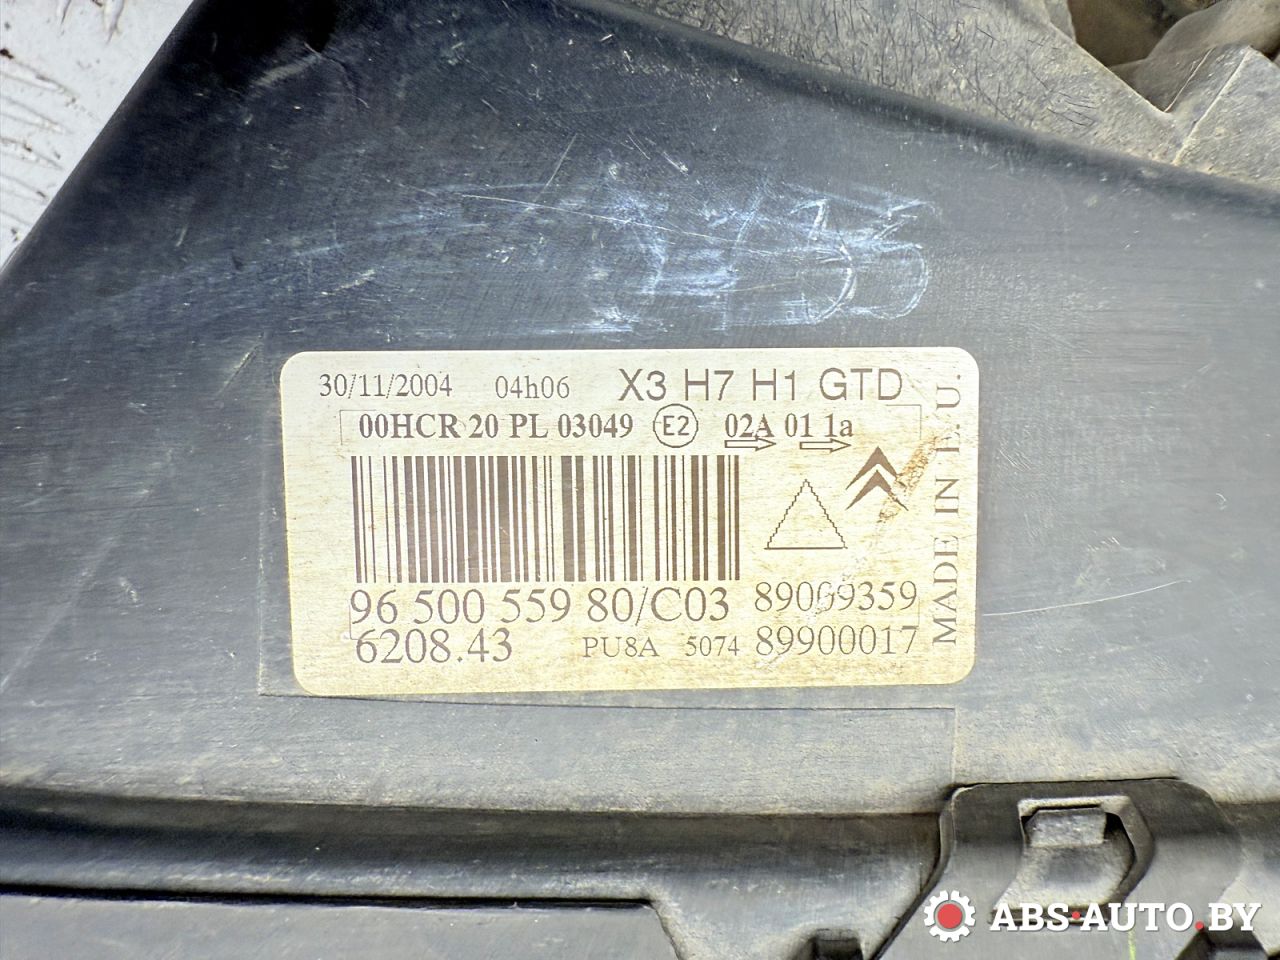 30/11/2004 04h06 X3 H7 H1 GTD
00HCR 20 PL 03049 E2 02A 01 1a
96 500 559 80/C03 89009359
6208.43 PU8A 5074 89900017
MADE IN E.U.
ABS-AUTO.BY